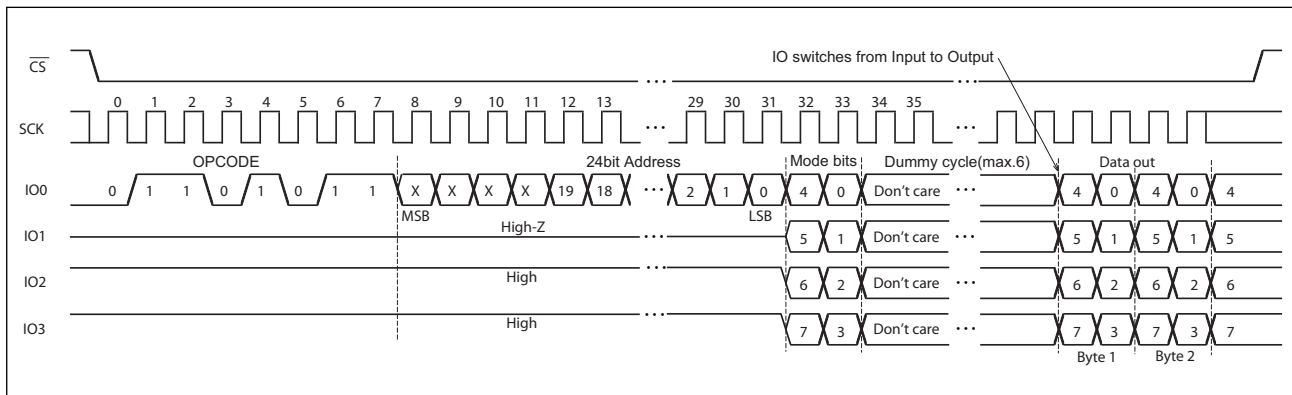 IO switches from Input to Output
CS ... ...
0 1 2 3 4 5 6 7 8 9 10 11 12 13 29 30 31 32 33 34 35
SCK ... ...
OPCODE 24bit Address Mode bits Dummy cycle(max.6) Data out
IO0 0 1 1 0 1 0 1 1 X X X X 19 18 ... 2 1 0 4 0 Don't care ... 4 0 4 0 4
MSB LSB
High-Z
IO1 ... 5 1 Don't care ... 5 1 5 1 5
IO2 High ... 6 2 Don't care ... 6 2 6 2 6
IO3 High ... 7 3 Don't care ... 7 3 7 3 7
Byte 1 Byte 2